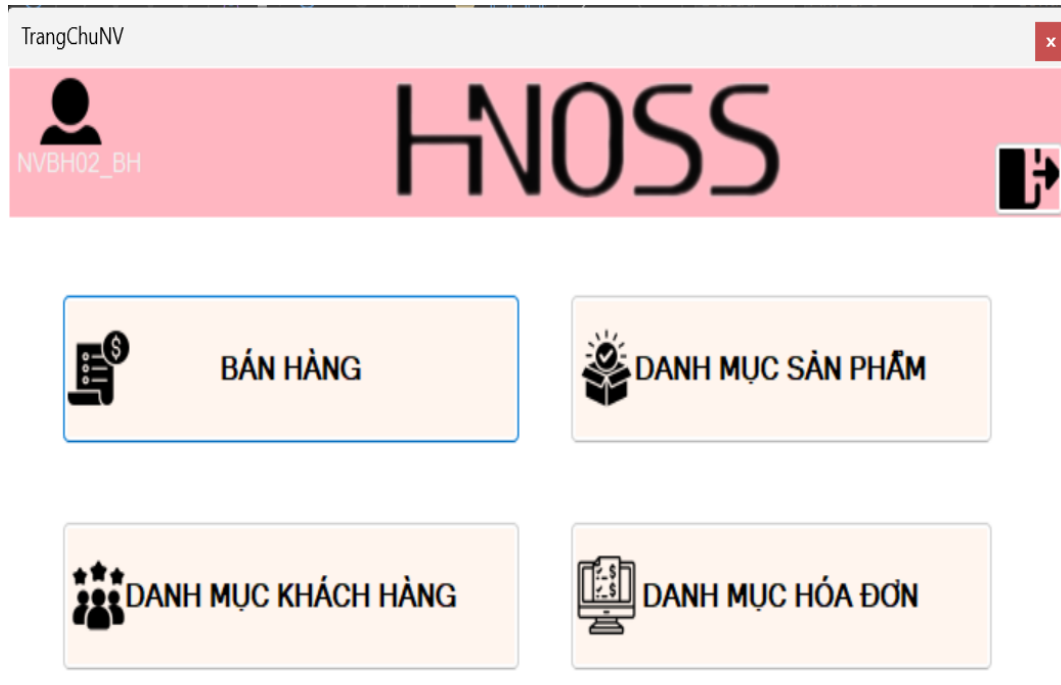 TrangChuNV
x
HNOSS
NVBH02_BH
BÁN HÀNG
DANH MỤC SẢN PHẨM
DANH MỤC KHÁCH HÀNG
DANH MỤC HÓA ĐƠN